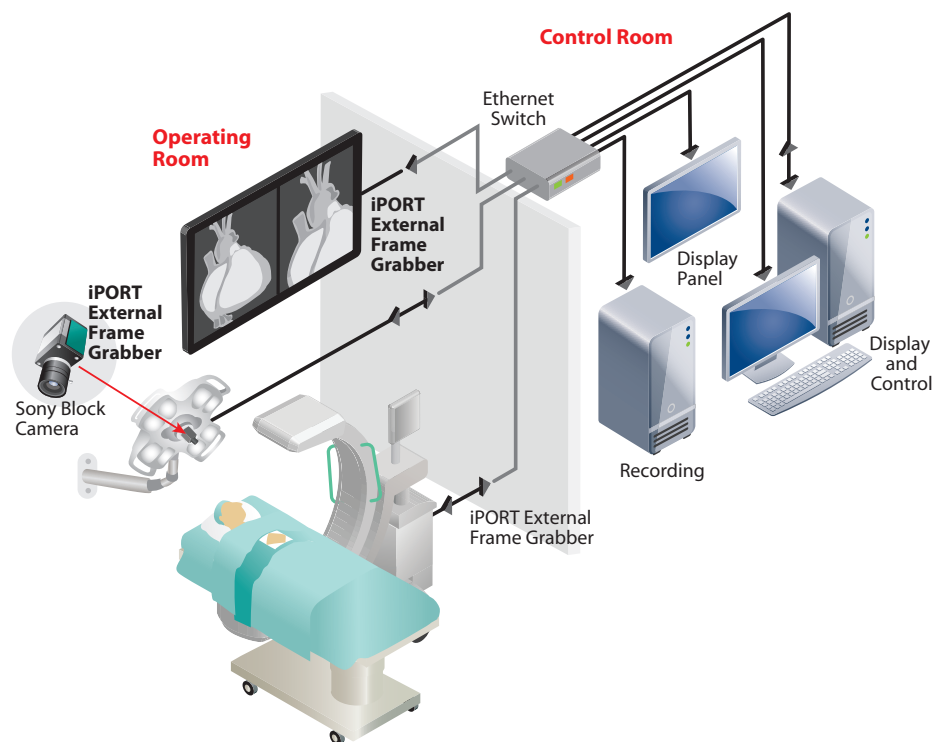 Control Room
Ethernet
Switch
Operating
Room
iPORT
External
Frame
Grabber
iPORT
External
Frame
Grabber
Sony Block
Camera
Display
Panel
Display
and
Control
Recording
iPORT External
Frame Grabber